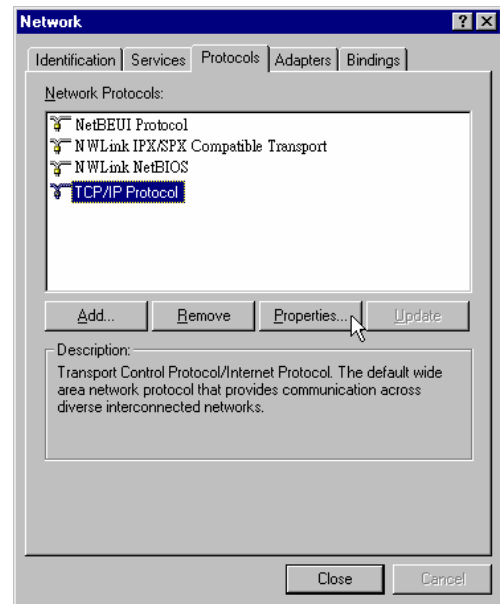 Network
Identification Services Protocols Adapters Bindings
Network Protocols:
NetBEUI Protocol
NWLink IPX/SPX Compatible Transport
NWLink NetBIOS
TCP/IP Protocol
Add... Remove Properties... Update
Description:
Transport Control Protocol/Internet Protocol. The default wide
area network protocol that provides communication across
diverse interconnected networks.
Close Cancel